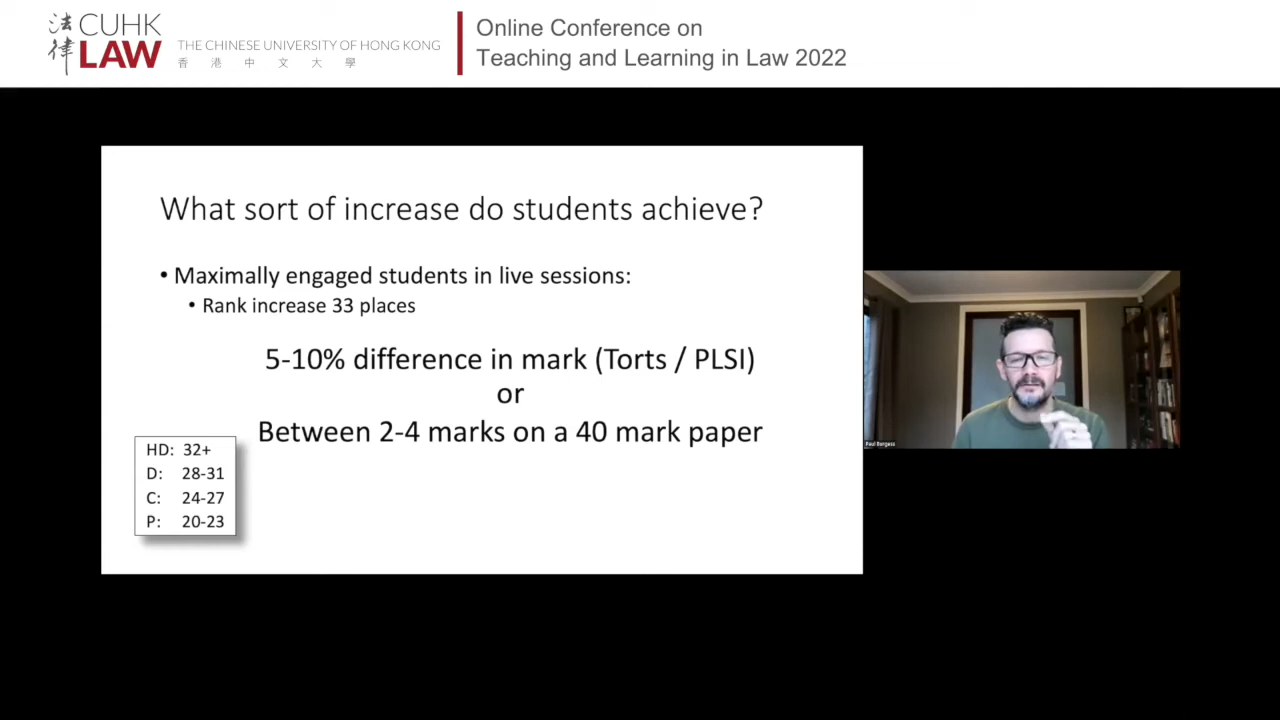 法律 CUHK LAW
THE CHINESE UNIVERSITY OF HONG KONG
香港中文大學
Online Conference on
Teaching and Learning in Law 2022
What sort of increase do students achieve?
• Maximally engaged students in live sessions:
• Rank increase 33 places
5-10% difference in mark (Torts / PLSI)
or
Between 2-4 marks on a 40 mark paper
HD: 32+
D: 28-31
C: 24-27
P: 20-23
Paul Burgess